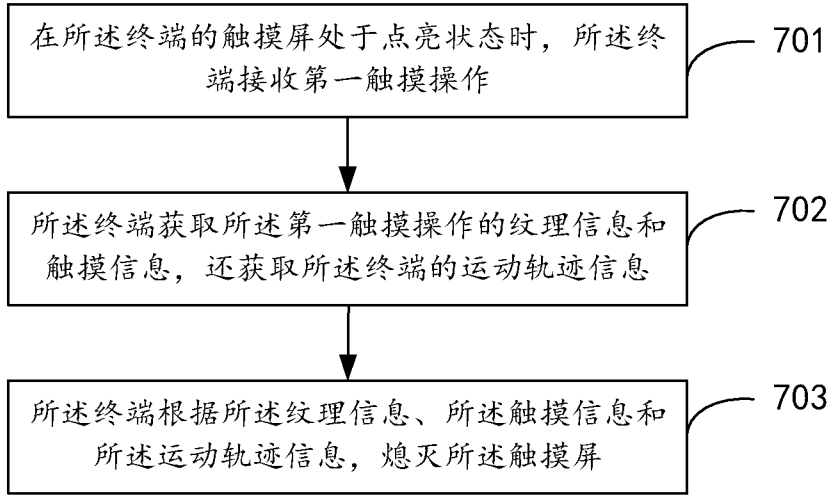 在所述终端的触摸屏处于点亮状态时，所述终
端接收第一触摸操作
701
所述终端获取所述第一触摸操作的纹理信息和
触摸信息，还获取所述终端的运动轨迹信息
702
所述终端根据所述纹理信息、所述触摸信息和
所述运动轨迹信息，熄灭所述触摸屏
703